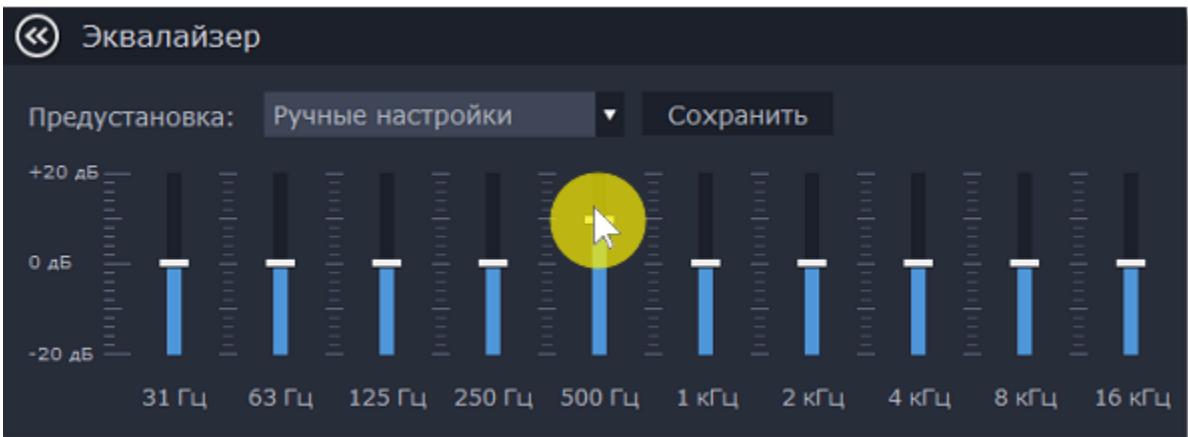 Эквалайзер
Предустановка: Ручные настройки Сохранить
+20 дБ
0 дБ
-20 дБ
31 Гц 63 Гц 125 Гц 250 Гц 500 Гц 1 кГц 2 кГц 4 кГц 8 кГц 16 кГц